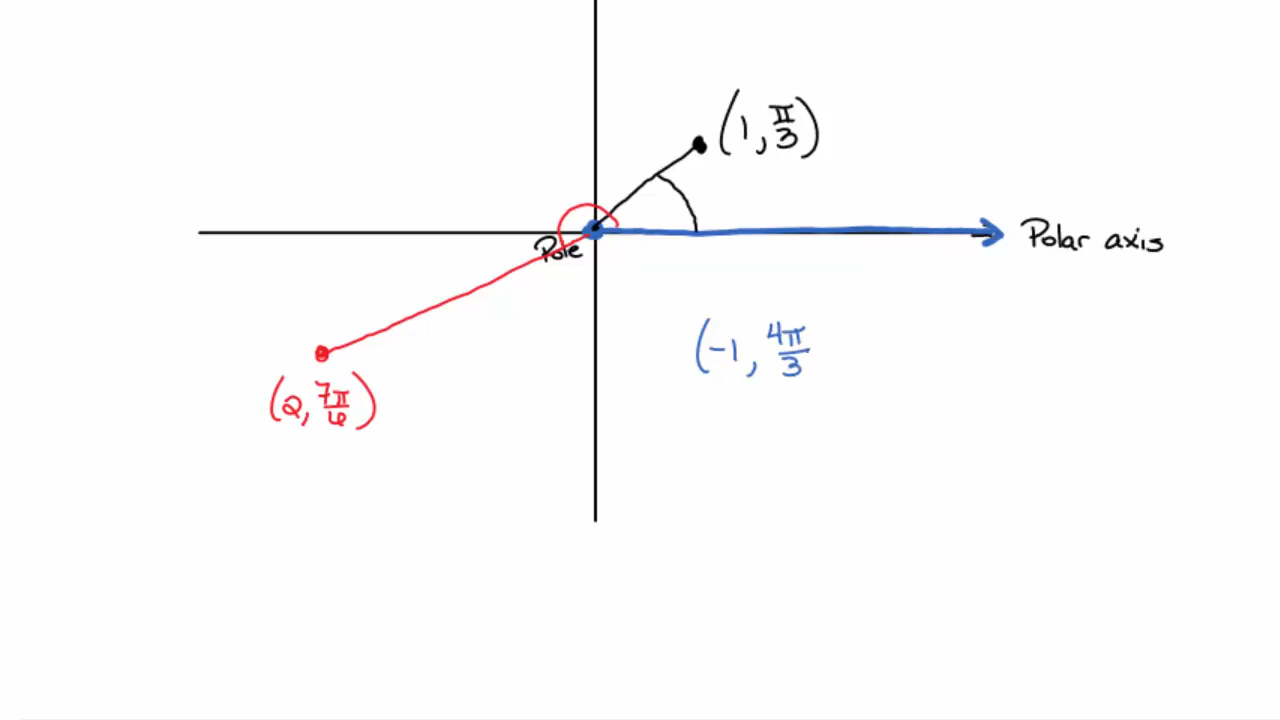 (1, π/3)
Polar axis
Pole
(-1, 4π/3
(2, 7π/6)